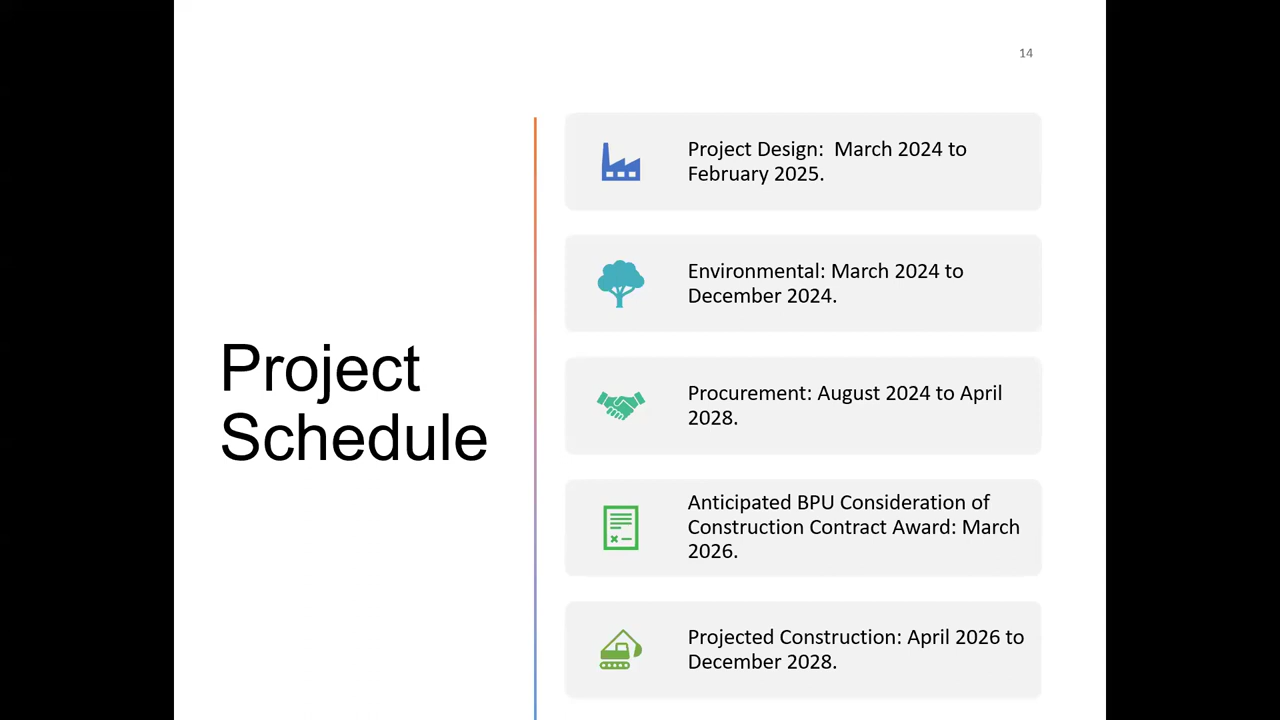 14
Project
Schedule
Project Design:  March 2024 to
February 2025.
Environmental: March 2024 to
December 2024.
Procurement: August 2024 to April
2028.
Anticipated BPU Consideration of
Construction Contract Award: March
2026.
Projected Construction: April 2026 to
December 2028.